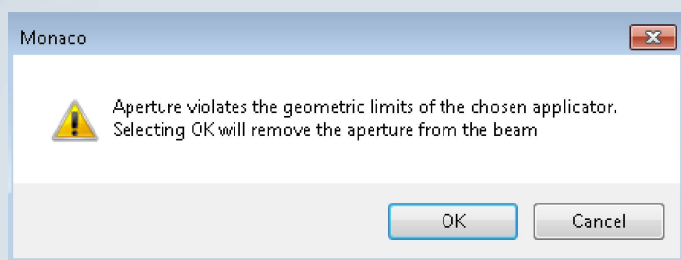 Monaco
Aperture violates the geometric limits of the chosen applicator.
Selecting OK will remove the aperture from the beam
OK
Cancel